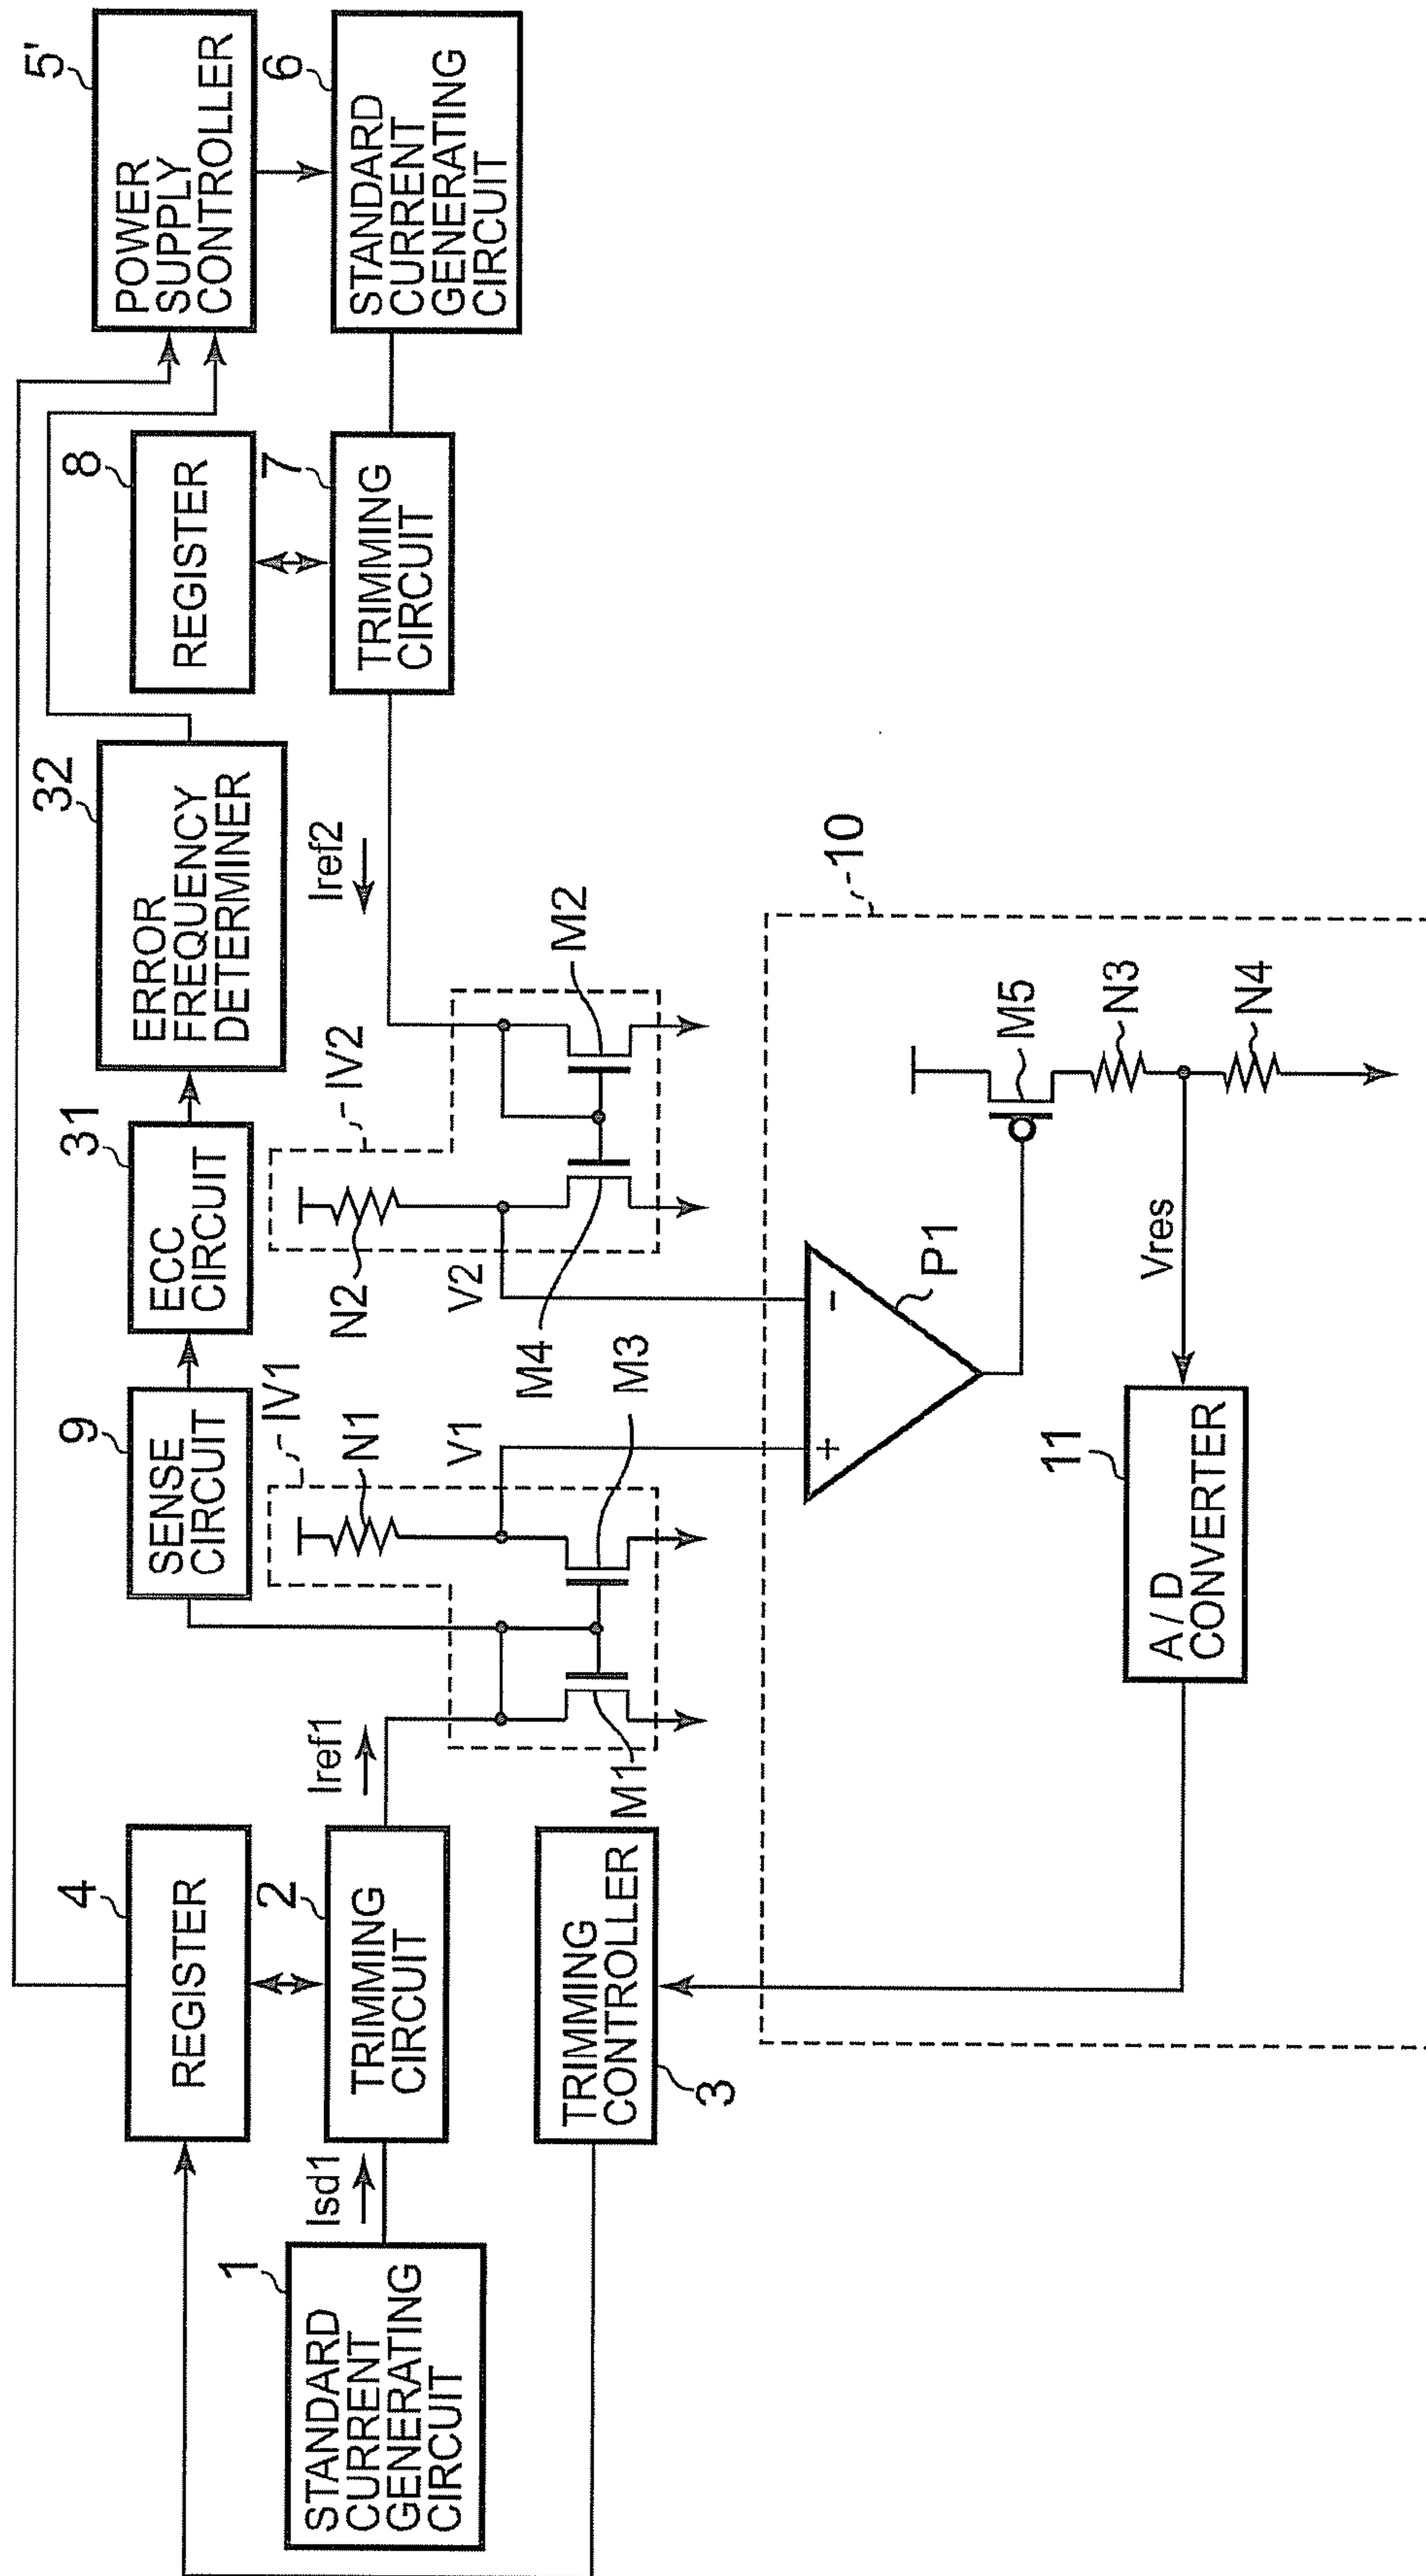 5'
POWER
SUPPLY
CONTROLLER
6
STANDARD
CURRENT
GENERATING
CIRCUIT
8
REGISTER
7
TRIMMING
CIRCUIT
32
ERROR
FREQUENCY
DETERMINER
Iref2
31
ECC
CIRCUIT
IV2
M2
N2
V2
M4
9
SENSE
CIRCUIT
IV1
N1
V1
M3
M1
Iref1
4
REGISTER
2
TRIMMING
CIRCUIT
Isd1
1
STANDARD
CURRENT
GENERATING
CIRCUIT
TRIMMING
CONTROLLER
3
10
M5
N3
N4
P1
+
−
Vres
11
A/D
CONVERTER